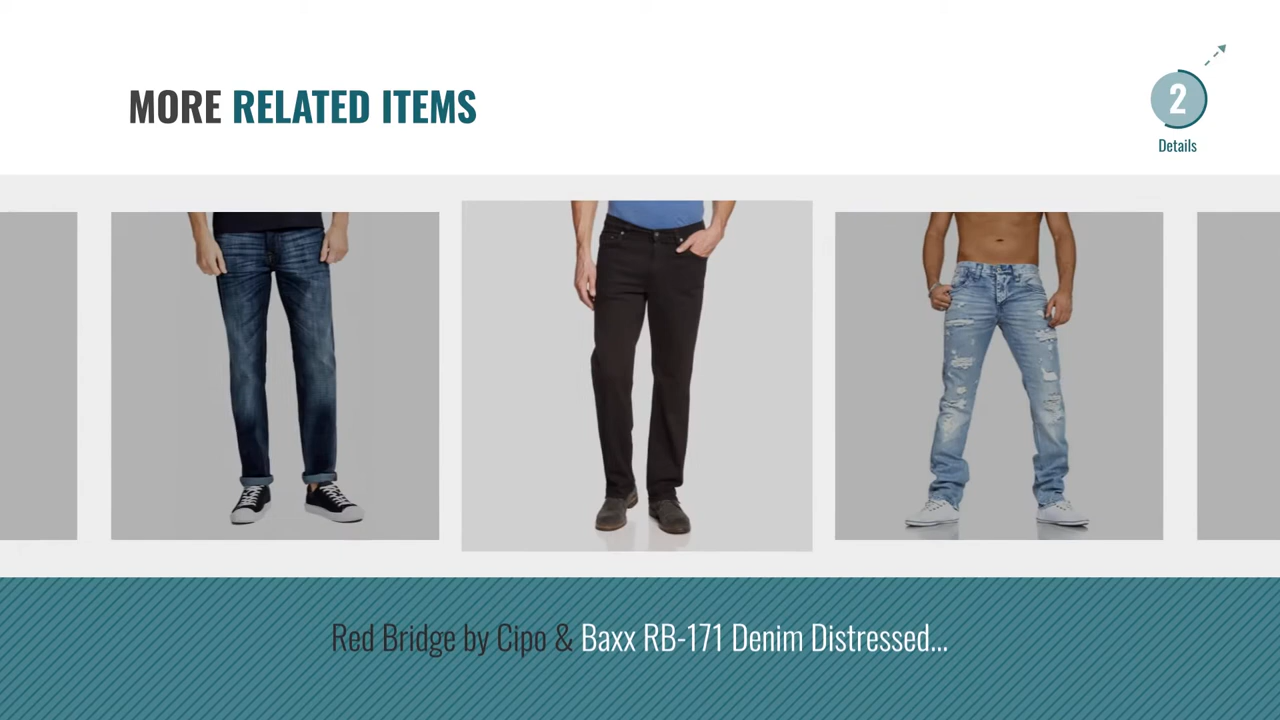 MORE RELATED ITEMS
2
Details
Red Bridge by Cipo & Baxx RB-171 Denim Distressed...